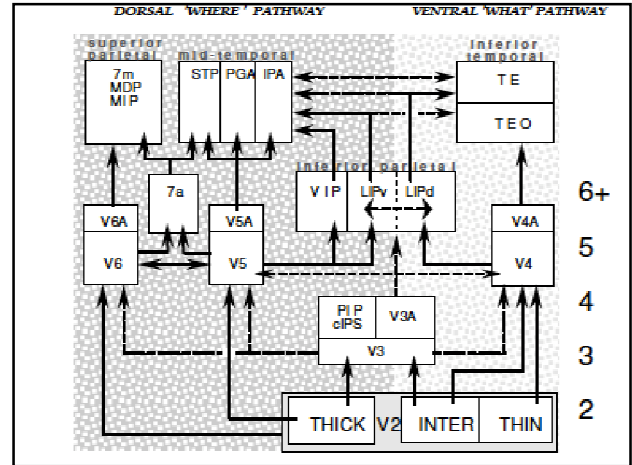 DORSAL 'WHERE' PATHWAY
VENTRAL 'WHAT' PATHWAY
superior
parietal
mid-temporal
inferior
temporal
7m
MDP
MIP
STP PGA IPA
TE
TEO
inferior parietal
7a
VIP LIPv LIPd
6+
V6A
V5A
V4A
V6
V5
V4
5
PIP
cIPS
V3A
4
V3
3
THICK V2 INTER THIN
2